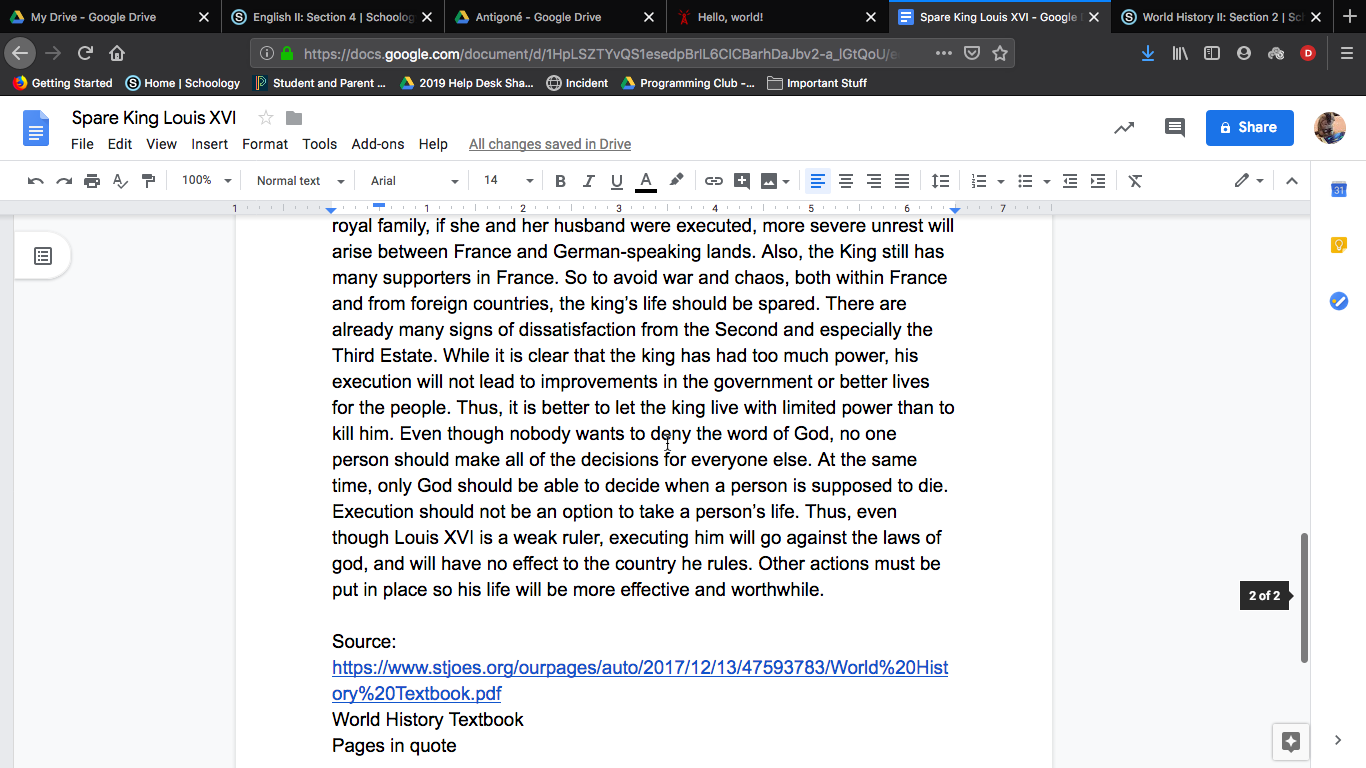 My Drive - Google Drive
English II: Section 4 | Schoolog
Antigoné - Google Drive
Hello, world!
Spare King Louis XVI - Google D
World History II: Section 2 | Sc
https://docs.google.com/document/d/1HpLSZTYvQS1esedpBrlL6ClCBarhDaJbv2-a_lGtQoU/e
D
Getting Started
Home | Schoology
Student and Parent ...
2019 Help Desk Sha...
Incident
Programming Club -...
Important Stuff
Spare King Louis XVI
Share
File Edit View Insert Format Tools Add-ons Help All changes saved in Drive
100% Normal text Arial 14 B I U A
1 1 2 3 4 5 6 7
31
royal family, if she and her husband were executed, more severe unrest will
arise between France and German-speaking lands. Also, the King still has
many supporters in France. So to avoid war and chaos, both within France
and from foreign countries, the king’s life should be spared. There are
already many signs of dissatisfaction from the Second and especially the
Third Estate. While it is clear that the king has had too much power, his
execution will not lead to improvements in the government or better lives
for the people. Thus, it is better to let the king live with limited power than to
kill him. Even though nobody wants to deny the word of God, no one
person should make all of the decisions for everyone else. At the same
time, only God should be able to decide when a person is supposed to die.
Execution should not be an option to take a person’s life. Thus, even
though Louis XVI is a weak ruler, executing him will go against the laws of
god, and will have no effect to the country he rules. Other actions must be
put in place so his life will be more effective and worthwhile.
2 of 2
Source:
https://www.stjoes.org/ourpages/auto/2017/12/13/47593783/World%20Hist
ory%20Textbook.pdf
World History Textbook
Pages in quote